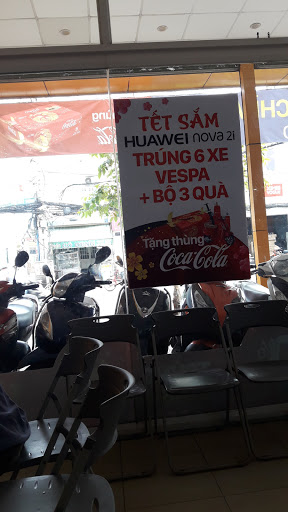 TẾT SẮM
HUAWEI nova 2i
TRÚNG 6 XE
VESPA
+ BỘ 3 QUÀ
Tặng thùng
Coca-Cola